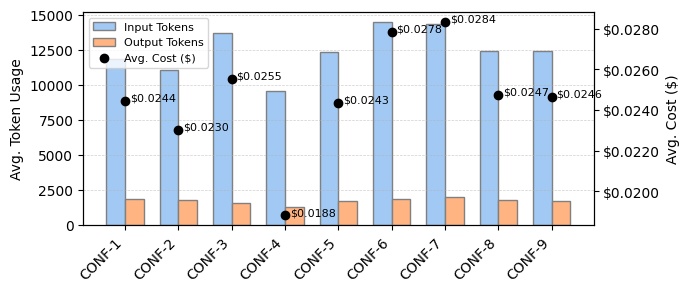 15000
12500
10000
7500
5000
2500
0
Avg. Token Usage
Input Tokens
Output Tokens
Avg. Cost ($)
$0.0244
$0.0230
$0.0255
$0.0188
$0.0243
$0.0278
$0.0284
$0.0247
$0.0246
$0.0280
$0.0260
$0.0240
$0.0220
$0.0200
Avg. Cost ($)
CONF-1
CONF-2
CONF-3
CONF-4
CONF-5
CONF-6
CONF-7
CONF-8
CONF-9